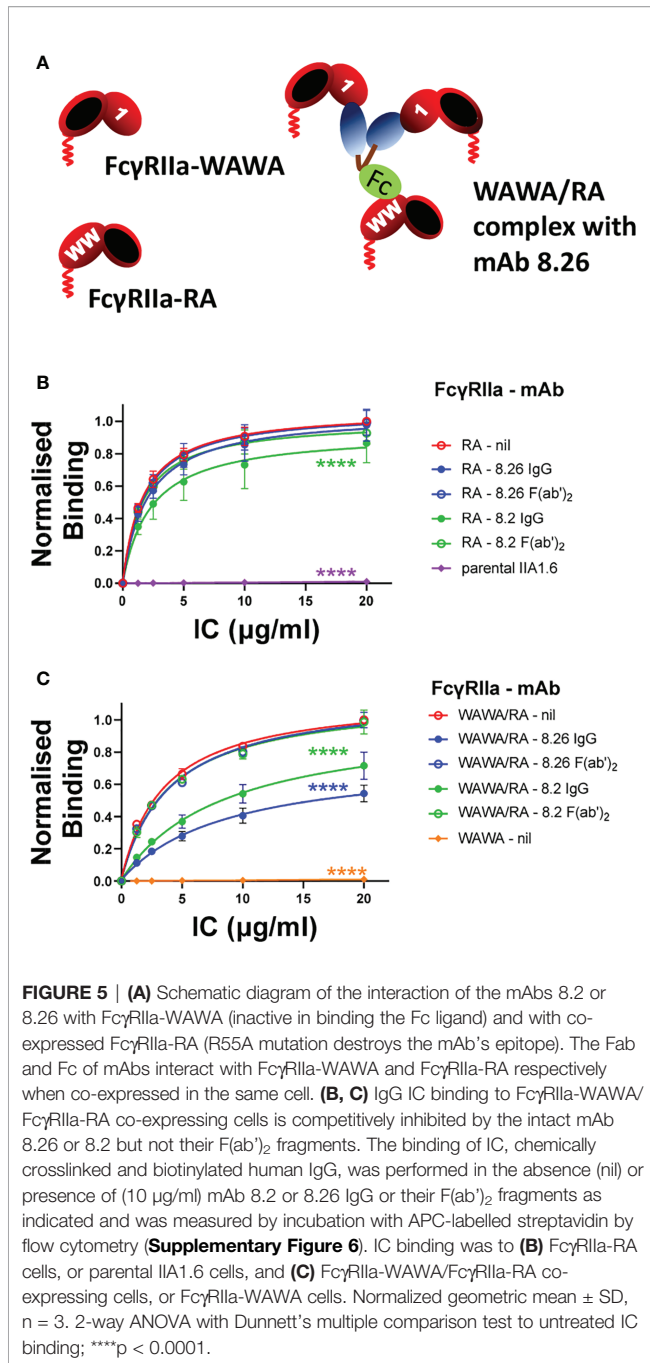 A
1
FcγRIIa-WAWA
WW
FcγRIIa-RA
1
1
Fc
WW
WAWA/RA
complex with
mAb 8.26
B
Normalised
Binding
1.0
0.8
0.6
0.4
0.2
0.0
0
5
10
15
20
IC (µg/ml)
****
****
FcγRIIa - mAb
RA - nil
RA - 8.26 IgG
RA - 8.26 F(ab')₂
RA - 8.2 IgG
RA - 8.2 F(ab')₂
parental IIA1.6
C
Normalised
Binding
1.0
0.8
0.6
0.4
0.2
0.0
0
5
10
15
20
IC (µg/ml)
****
****
****
FcγRIIa - mAb
WAWA/RA - nil
WAWA/RA - 8.26 IgG
WAWA/RA - 8.26 F(ab')₂
WAWA/RA - 8.2 IgG
WAWA/RA - 8.2 F(ab')₂
WAWA - nil
FIGURE 5 | (A) Schematic diagram of the interaction of the mAbs 8.2 or
8.26 with FcγRIIa-WAWA (inactive in binding the Fc ligand) and with co-
expressed FcγRIIa-RA (R55A mutation destroys the mAb's epitope). The Fab
and Fc of mAbs interact with FcγRIIa-WAWA and FcγRIIa-RA respectively
when co-expressed in the same cell. (B, C) IgG IC binding to FcγRIIa-WAWA/
FcγRIIa-RA co-expressing cells is competitively inhibited by the intact mAb
8.26 or 8.2 but not their F(ab')₂ fragments. The binding of IC, chemically
crosslinked and biotinylated human IgG, was performed in the absence (nil) or
presence of (10 µg/ml) mAb 8.2 or 8.26 IgG or their F(ab')₂ fragments as
indicated and was measured by incubation with APC-labelled streptavidin by
flow cytometry (Supplementary Figure 6). IC binding was to (B) FcγRIIa-RA
cells, or parental IIA1.6 cells, and (C) FcγRIIa-WAWA/FcγRIIa-RA co-
expressing cells, or FcγRIIa-WAWA cells. Normalized geometric mean ± SD,
n = 3. 2-way ANOVA with Dunnett's multiple comparison test to untreated IC
binding; ****p < 0.0001.